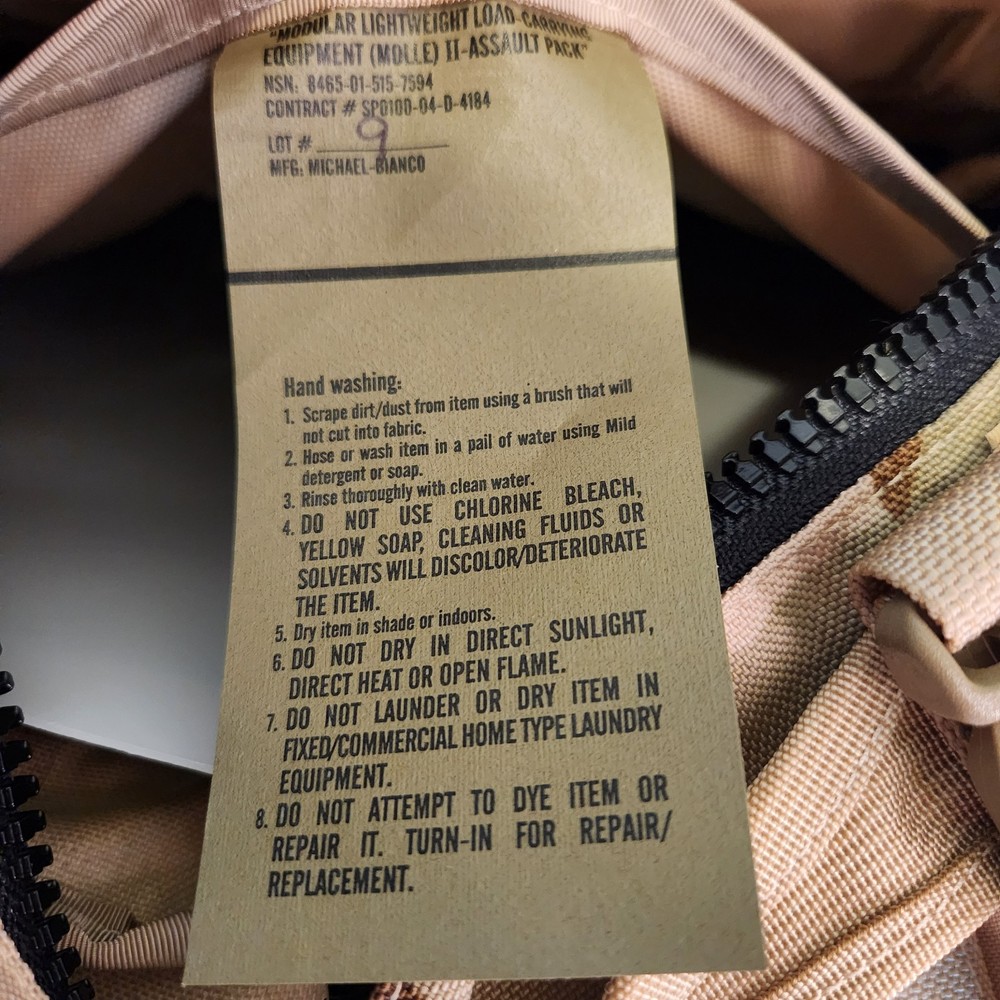 "MODULAR LIGHTWEIGHT LOAD-CARRYING
EQUIPMENT (MOLLE) II-ASSAULT PACK"
NSN: 8465-01-515-7594
CONTRACT # SP0100-04-D-4184
LOT # 9
MFG: MICHAEL-BIANCO
Hand washing:
1. Scrape dirt/dust from item using a brush that will
not cut into fabric.
2. Hose or wash item in a pail of water using Mild
detergent or soap.
3. Rinse thoroughly with clean water.
4. DO NOT USE CHLORINE BLEACH,
YELLOW SOAP, CLEANING FLUIDS OR
SOLVENTS WILL DISCOLOR/DETERIORATE
THE ITEM.
5. Dry item in shade or indoors.
6. DO NOT DRY IN DIRECT SUNLIGHT,
DIRECT HEAT OR OPEN FLAME.
7. DO NOT LAUNDER OR DRY ITEM IN
FIXED/COMMERCIAL HOME TYPE LAUNDRY
EQUIPMENT.
8. DO NOT ATTEMPT TO DYE ITEM OR
REPAIR IT. TURN-IN FOR REPAIR/
REPLACEMENT.